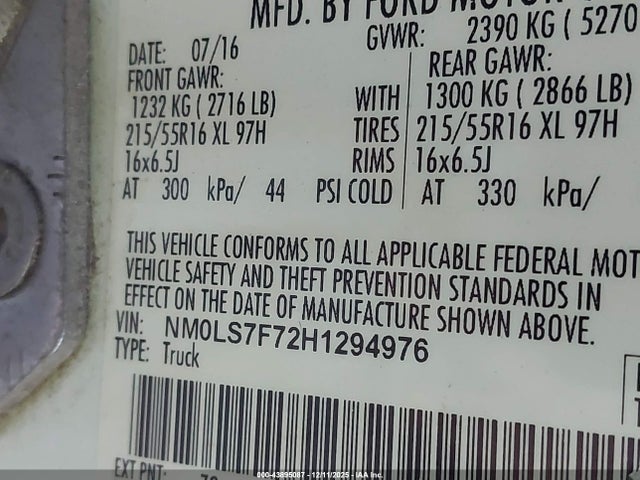 MFD. BY FORD MOTOR
GVWR: 2390 KG ( 5270
DATE: 07/16
FRONT GAWR: REAR GAWR:
1232 KG ( 2716 LB) WITH 1300 KG ( 2866 LB)
215/55R16 XL 97H TIRES 215/55R16 XL 97H
16x6.5J RIMS 16x6.5J
AT 300 kPa/ 44 PSI COLD AT 330 kPa/
THIS VEHICLE CONFORMS TO ALL APPLICABLE FEDERAL MOT
VEHICLE SAFETY AND THEFT PREVENTION STANDARDS IN
EFFECT ON THE DATE OF MANUFACTURE SHOWN ABOVE.
VIN: NM0LS7F72H1294976
TYPE: Truck
EXT PNT:
000-43895087 - 12/11/2025 - IAA Inc.